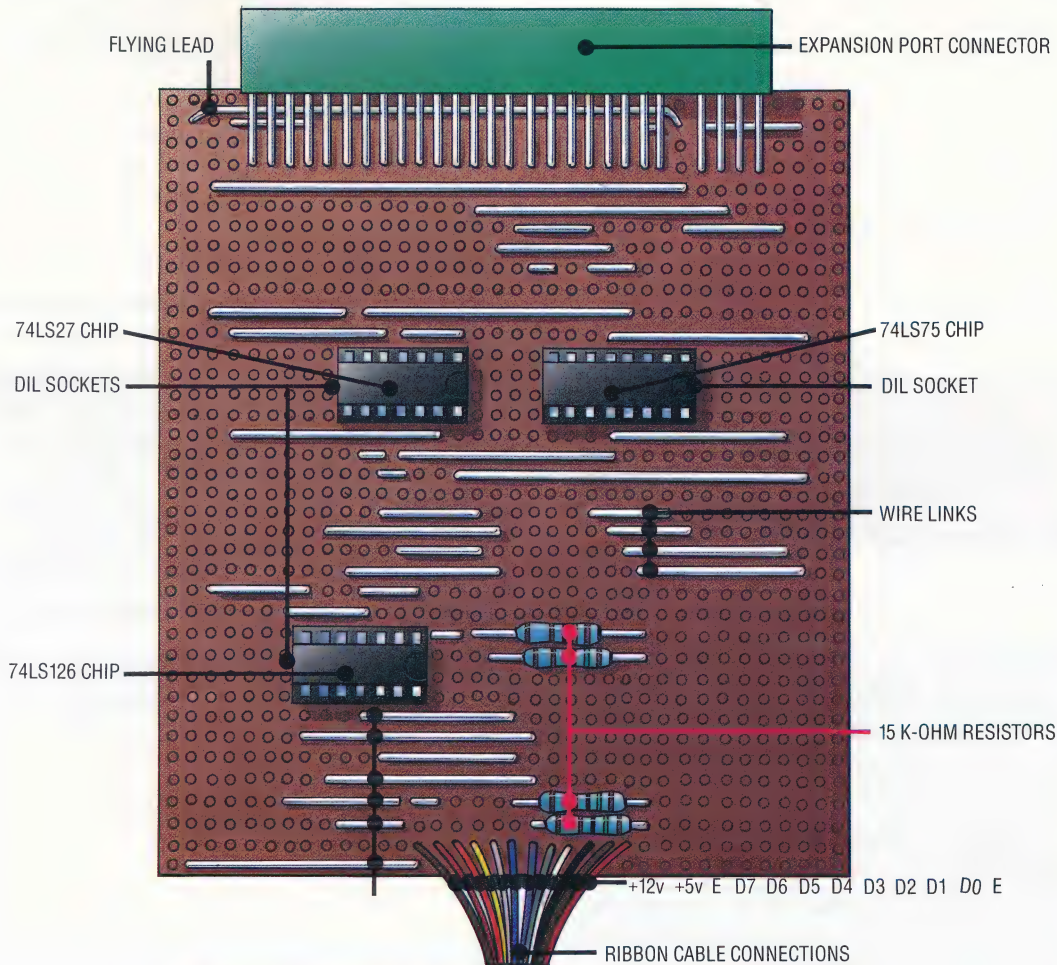 FLYING LEAD
EXPANSION PORT CONNECTOR
74LS27 CHIP
74LS75 CHIP
DIL SOCKETS
DIL SOCKET
WIRE LINKS
74LS126 CHIP
15 K-OHM RESISTORS
+12v +5v E D7 D6 D5 D4 D3 D2 D1 D0 E
RIBBON CABLE CONNECTIONS